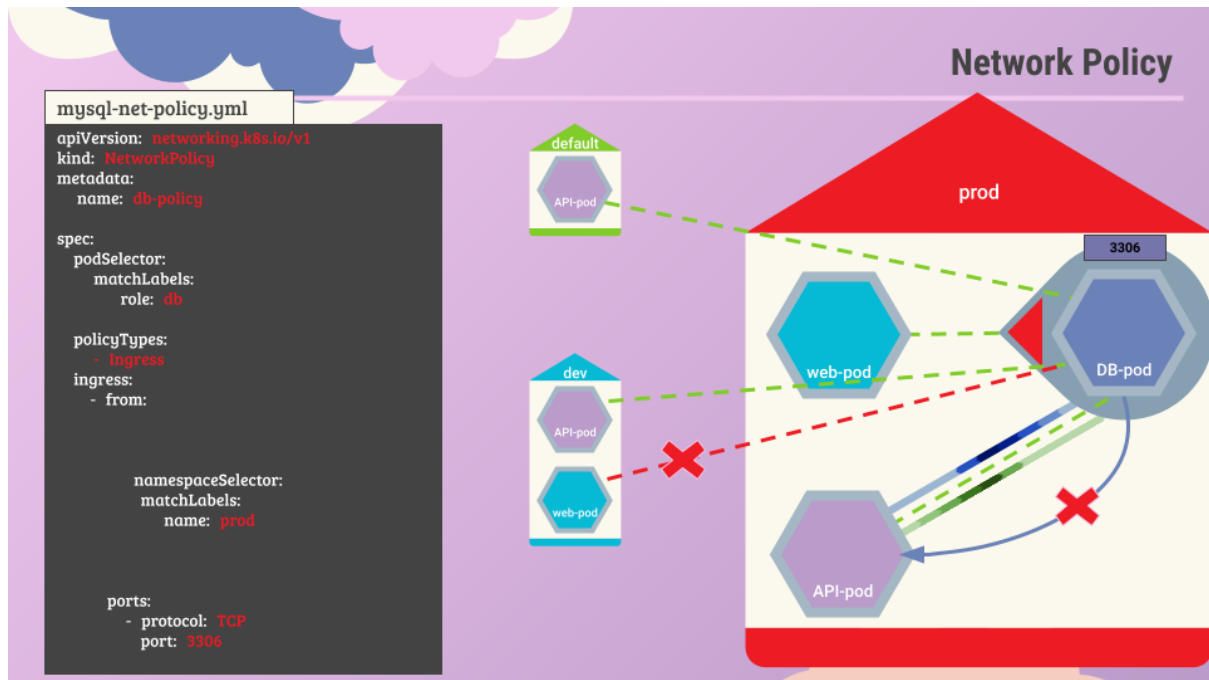 Network Policy
mysql-net-policy.yml
apiVersion: networking.k8s.io/v1
kind: NetworkPolicy
metadata:
name: db-policy
spec:
podSelector:
matchLabels:
role: db
policyTypes:
- Ingress
ingress:
- from:
namespaceSelector:
matchLabels:
name: prod
ports:
- protocol: TCP
port: 3306
default
API-pod
dev
API-pod
web-pod
prod
3306
web-pod
DB-pod
API-pod